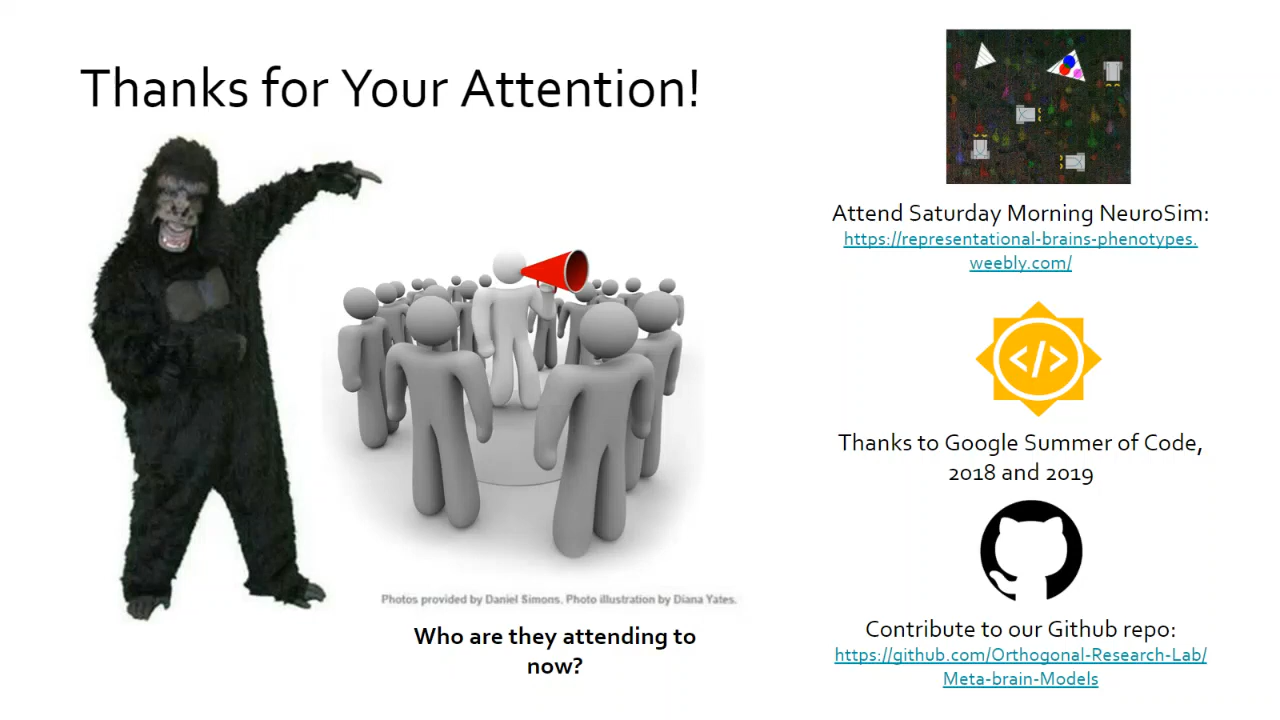 Thanks for Your Attention!
Photos provided by Daniel Simons. Photo illustration by Diana Yates.
Who are they attending to
now?
Attend Saturday Morning NeuroSim:
https://representational-brains-phenotypes.
weebly.com/
</>
Thanks to Google Summer of Code,
2018 and 2019
Contribute to our Github repo:
https://github.com/Orthogonal-Research-Lab/
Meta-brain-Models